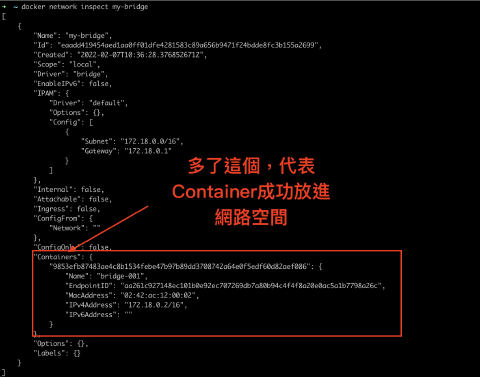 ➜ ~ docker network inspect my-bridge
[
    {
        "Name": "my-bridge",
        "Id": "eaadd419454aed1aa0ff01dfe4281583c89a656b9471f24bdde8fc3b155a2699",
        "Created": "2022-02-07T10:36:28.376852671Z",
        "Scope": "local",
        "Driver": "bridge",
        "EnableIPv6": false,
        "IPAM": {
            "Driver": "default",
            "Options": {},
            "Config": [
                {
                    "Subnet": "172.18.0.0/16",
                    "Gateway": "172.18.0.1"
                }
            ]
        },
        "Internal": false,
        "Attachable": false,
        "Ingress": false,
        "ConfigFrom": {
            "Network": ""
        },
        "ConfigOnly": false,
        "Containers": {
            "9853efb87483ae4c8b1534febe47b97b89dd3708742a64e0f5edf60d82aef086": {
                "Name": "bridge-001",
                "EndpointID": "aa261c927148ec101b0e92ec707269db7a80b94c4f4f8a20e0ac5a1b7798a26c",
                "MacAddress": "02:42:ac:12:00:02",
                "IPv4Address": "172.18.0.2/16",
                "IPv6Address": ""
            }
        },
        "Options": {},
        "Labels": {}
    }
]
多了這個，代表
Container成功放進
網路空間